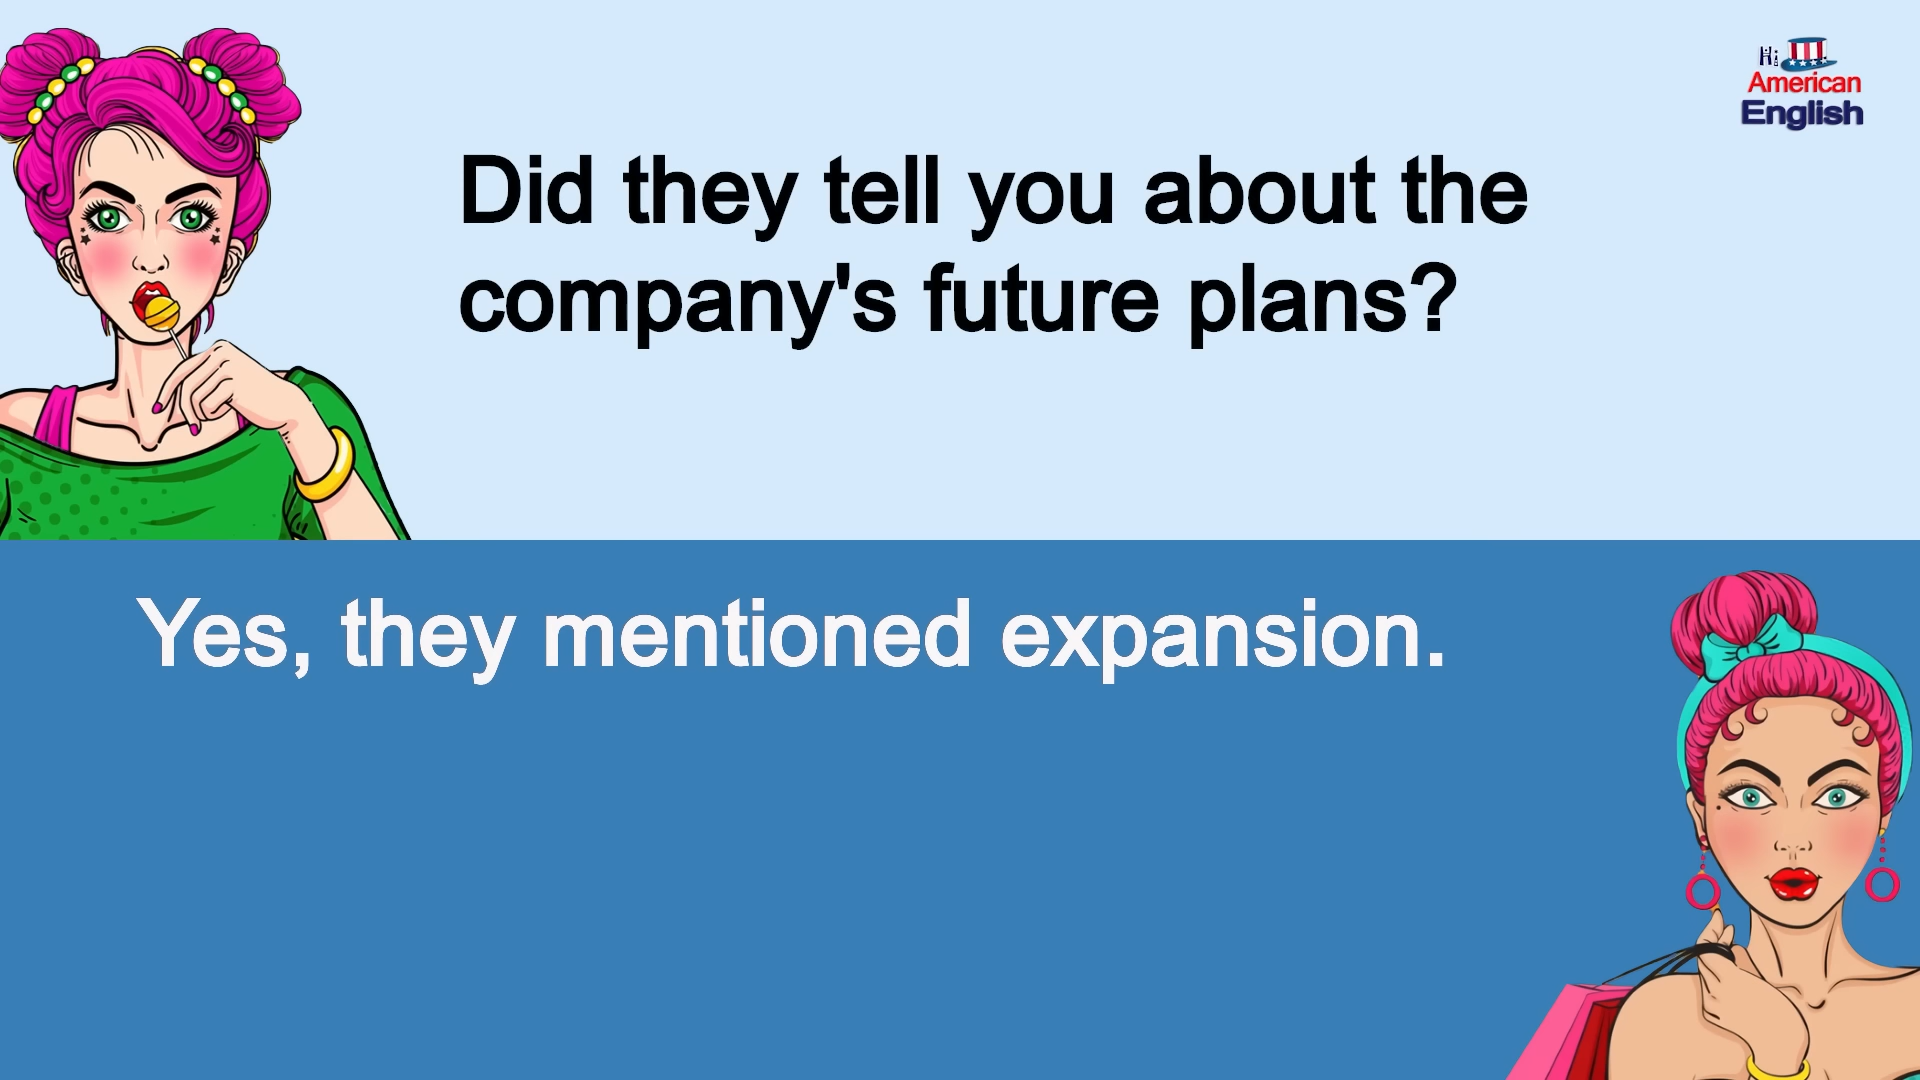 Hi
American
English
Did they tell you about the
company's future plans?
Yes, they mentioned expansion.